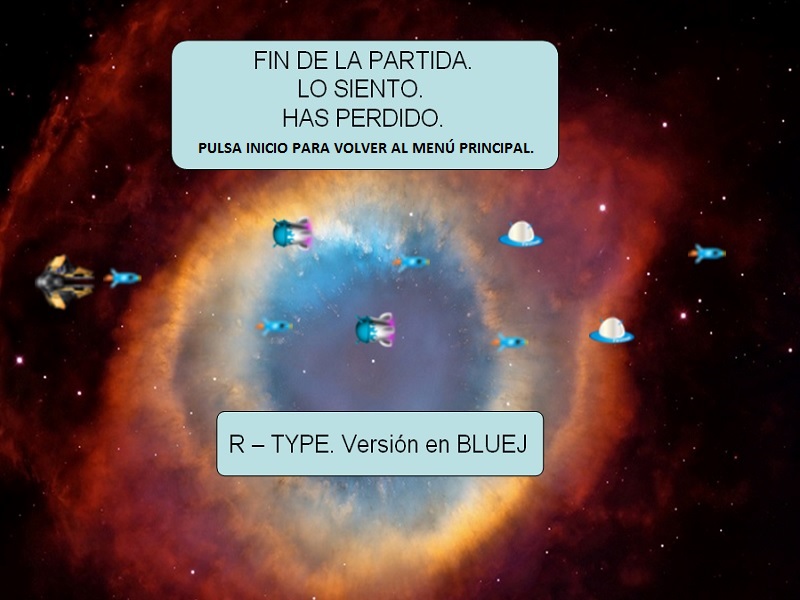 FIN DE LA PARTIDA.
LO SIENTO.
HAS PERDIDO.
PULSA INICIO PARA VOLVER AL MENÚ PRINCIPAL.
R – TYPE. Versión en BLUEJ